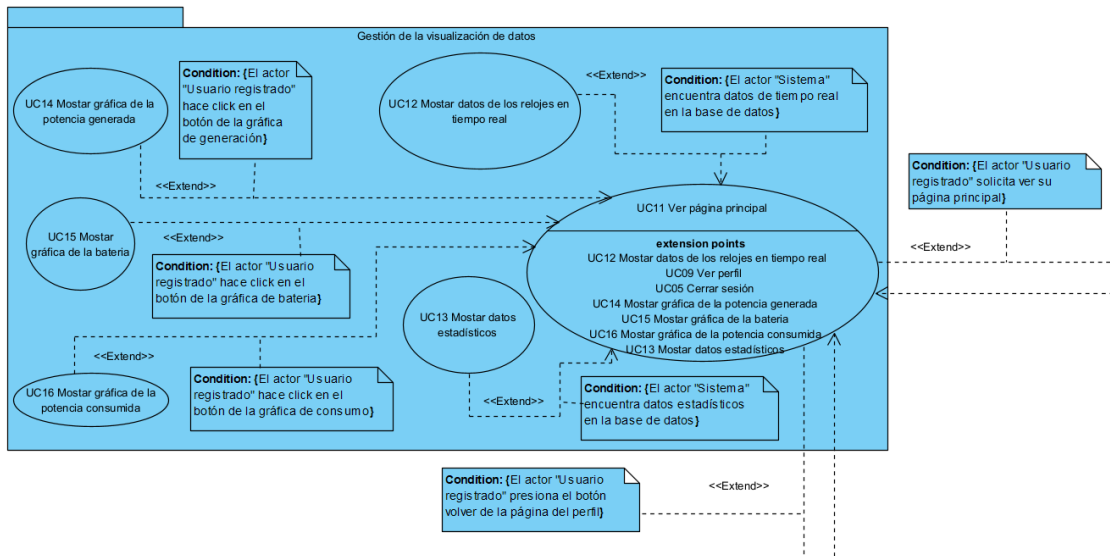 Gestión de la visualización de datos
UC14 Mostar gráfica de la
potencia generada
Condition: {El actor
"Usuario registrado"
hace click en el
botón de la gráfica
de generación}
<<Extend>>
UC12 Mostar datos de los relojes en
tiempo real
<<Extend>>
Condition: {El actor "Sistema"
encuentra datos de tiempo real
en la base de datos}
Condition: {El actor "Usuario
registrado" solicita ver su
página principal}
<<Extend>>
UC15 Mostar
gráfica de la bateria
<<Extend>>
Condition: {El actor "Usuario
registrado" hace click en el
botón de la gráfica de bateria}
UC11 Ver página principal
extension points
UC12 Mostar datos de los relojes en tiempo real
UC09 Ver perfil
UC05 Cerrar sesión
UC14 Mostar gráfica de la potencia generada
UC15 Mostar gráfica de la bateria
UC16 Mostar gráfica de la potencia consumida
UC13 Mostar datos estadísticos
UC13 Mostar datos
estadísticos
<<Extend>>
UC16 Mostar gráfica de la
potencia consumida
Condition: {El actor "Usuario
registrado" hace click en el
botón de la gráfica de consumo}
<<Extend>>
Condition: {El actor "Sistema"
encuentra datos estadísticos
en la base de datos}
Condition: {El actor "Usuario
registrado" presiona el botón
volver de la página del perfil}
<<Extend>>